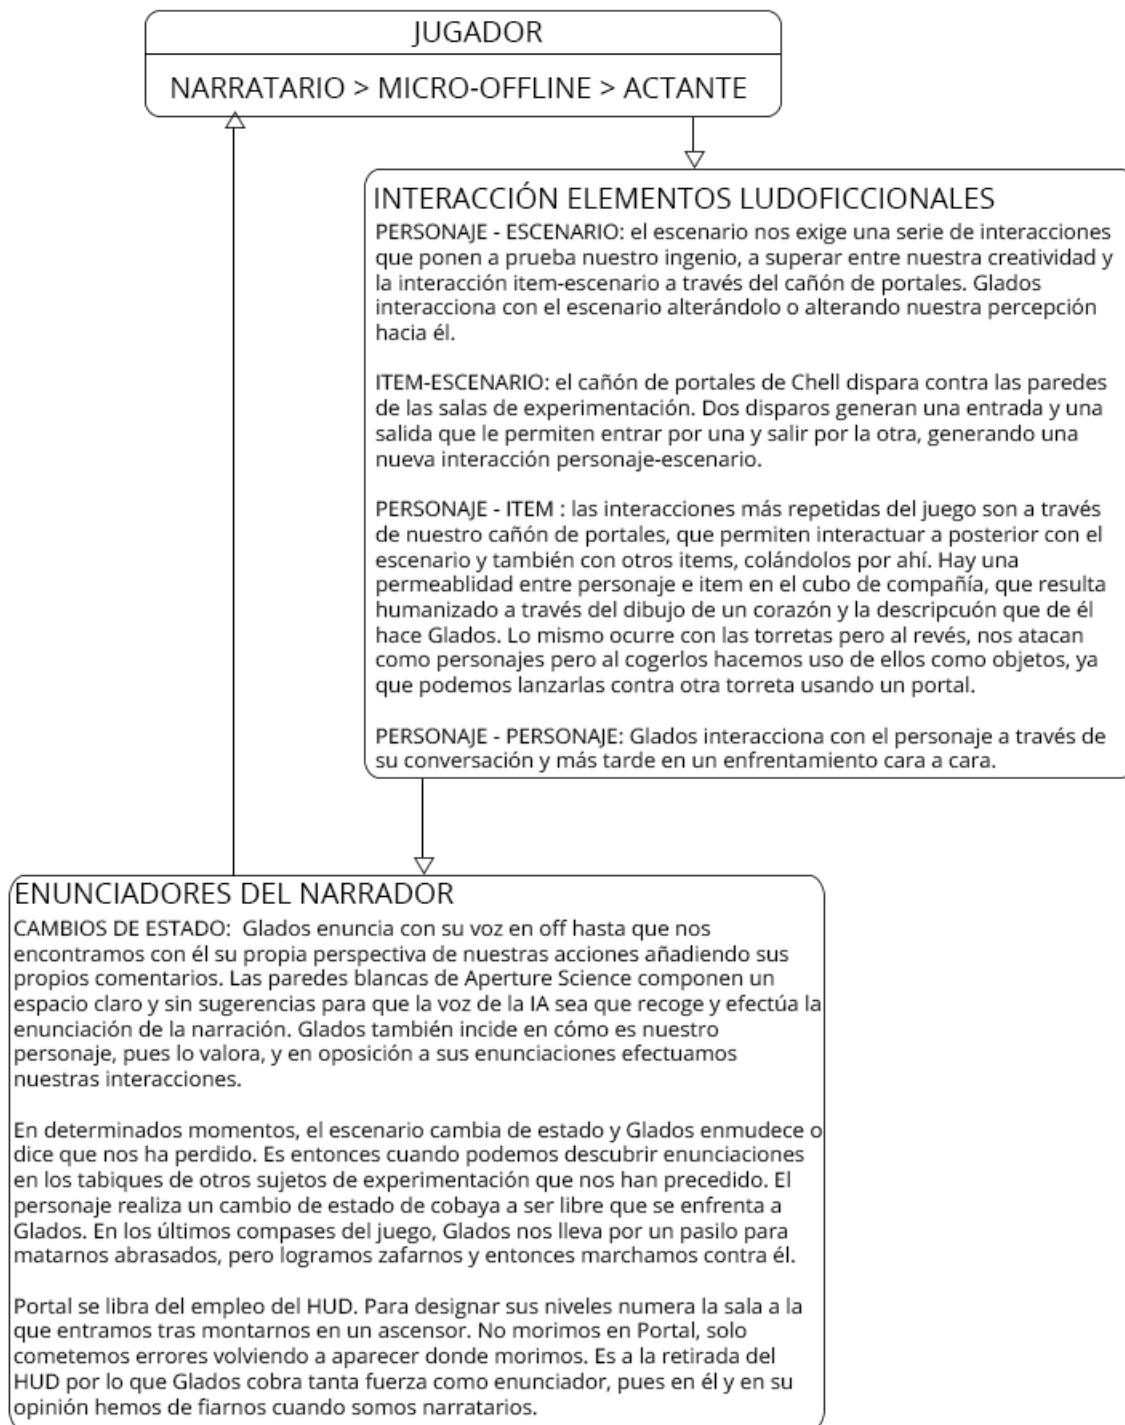 JUGADOR
NARRATARIO > MICRO-OFFLINE > ACTANTE
INTERACCIÓN ELEMENTOS LUDOFICCIONALES
PERSONAJE - ESCENARIO: el escenario nos exige una serie de interacciones
que ponen a prueba nuestro ingenio, a superar entre nuestra creatividad y
la interacción item-escenario a través del cañón de portales. Glados
interacciona con el escenario alterándolo o alterando nuestra percepción
hacia él.
ITEM-ESCENARIO: el cañón de portales de Chell dispara contra las paredes
de las salas de experimentación. Dos disparos generan una entrada y una
salida que le permiten entrar por una y salir por la otra, generando una
nueva interacción personaje-escenario.
PERSONAJE - ITEM : las interacciones más repetidas del juego son a través
de nuestro cañón de portales, que permiten interactuar a posterior con el
escenario y también con otros items, colándolos por ahí. Hay una
permeablidad entre personaje e item en el cubo de compañía, que resulta
humanizado a través del dibujo de un corazón y la descripcuón que de él
hace Glados. Lo mismo ocurre con las torretas pero al revés, nos atacan
como personajes pero al cogerlos hacemos uso de ellos como objetos, ya
que podemos lanzarlas contra otra torreta usando un portal.
PERSONAJE - PERSONAJE: Glados interacciona con el personaje a través de
su conversación y más tarde en un enfrentamiento cara a cara.
ENUNCIADORES DEL NARRADOR
CAMBIOS DE ESTADO:  Glados enuncia con su voz en off hasta que nos
encontramos con él su propia perspectiva de nuestras acciones añadiendo sus
propios comentarios. Las paredes blancas de Aperture Science componen un
espacio claro y sin sugerencias para que la voz de la IA sea que recoge y efectúa la
enunciación de la narración. Glados también incide en cómo es nuestro
personaje, pues lo valora, y en oposición a sus enunciaciones efectuamos
nuestras interacciones.
En determinados momentos, el escenario cambia de estado y Glados enmudece o
dice que nos ha perdido. Es entonces cuando podemos descubrir enunciaciones
en los tabiques de otros sujetos de experimentación que nos han precedido. El
personaje realiza un cambio de estado de cobaya a ser libre que se enfrenta a
Glados. En los últimos compases del juego, Glados nos lleva por un pasilo para
matarnos abrasados, pero logramos zafarnos y entonces marchamos contra él.
Portal se libra del empleo del HUD. Para designar sus niveles numera la sala a la
que entramos tras montarnos en un ascensor. No morimos en Portal, solo
cometemos errores volviendo a aparecer donde morimos. Es a la retirada del
HUD por lo que Glados cobra tanta fuerza como enunciador, pues en él y en su
opinión hemos de fiarnos cuando somos narratarios.